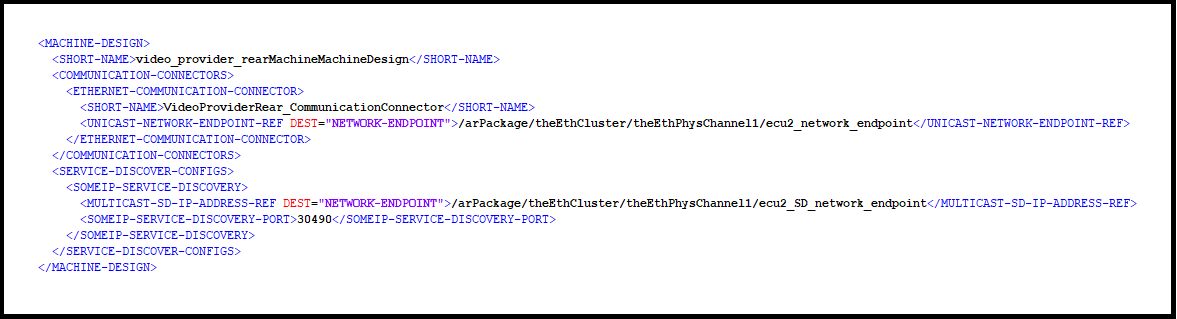 <MACHINE-DESIGN>
<SHORT-NAME>video_provider_rearMachineMachineDesign</SHORT-NAME>
<COMMUNICATION-CONNECTORS>
<ETHERNET-COMMUNICATION-CONNECTOR>
<SHORT-NAME>VideoProviderRear_CommunicationConnector</SHORT-NAME>
<UNICAST-NETWORK-ENDPOINT-REF DEST="NETWORK-ENDPOINT">/arPackage/theEthCluster/theEthPhysChannel1/ecu2_network_endpoint</UNICAST-NETWORK-ENDPOINT-REF>
</ETHERNET-COMMUNICATION-CONNECTOR>
</COMMUNICATION-CONNECTORS>
<SERVICE-DISCOVER-CONFIGS>
<SOMEIP-SERVICE-DISCOVERY>
<MULTICAST-SD-IP-ADDRESS-REF DEST="NETWORK-ENDPOINT">/arPackage/theEthCluster/theEthPhysChannel1/ecu2_SD_network_endpoint</MULTICAST-SD-IP-ADDRESS-REF>
<SOMEIP-SERVICE-DISCOVERY-PORT>30490</SOMEIP-SERVICE-DISCOVERY-PORT>
</SOMEIP-SERVICE-DISCOVERY>
</SERVICE-DISCOVER-CONFIGS>
</MACHINE-DESIGN>